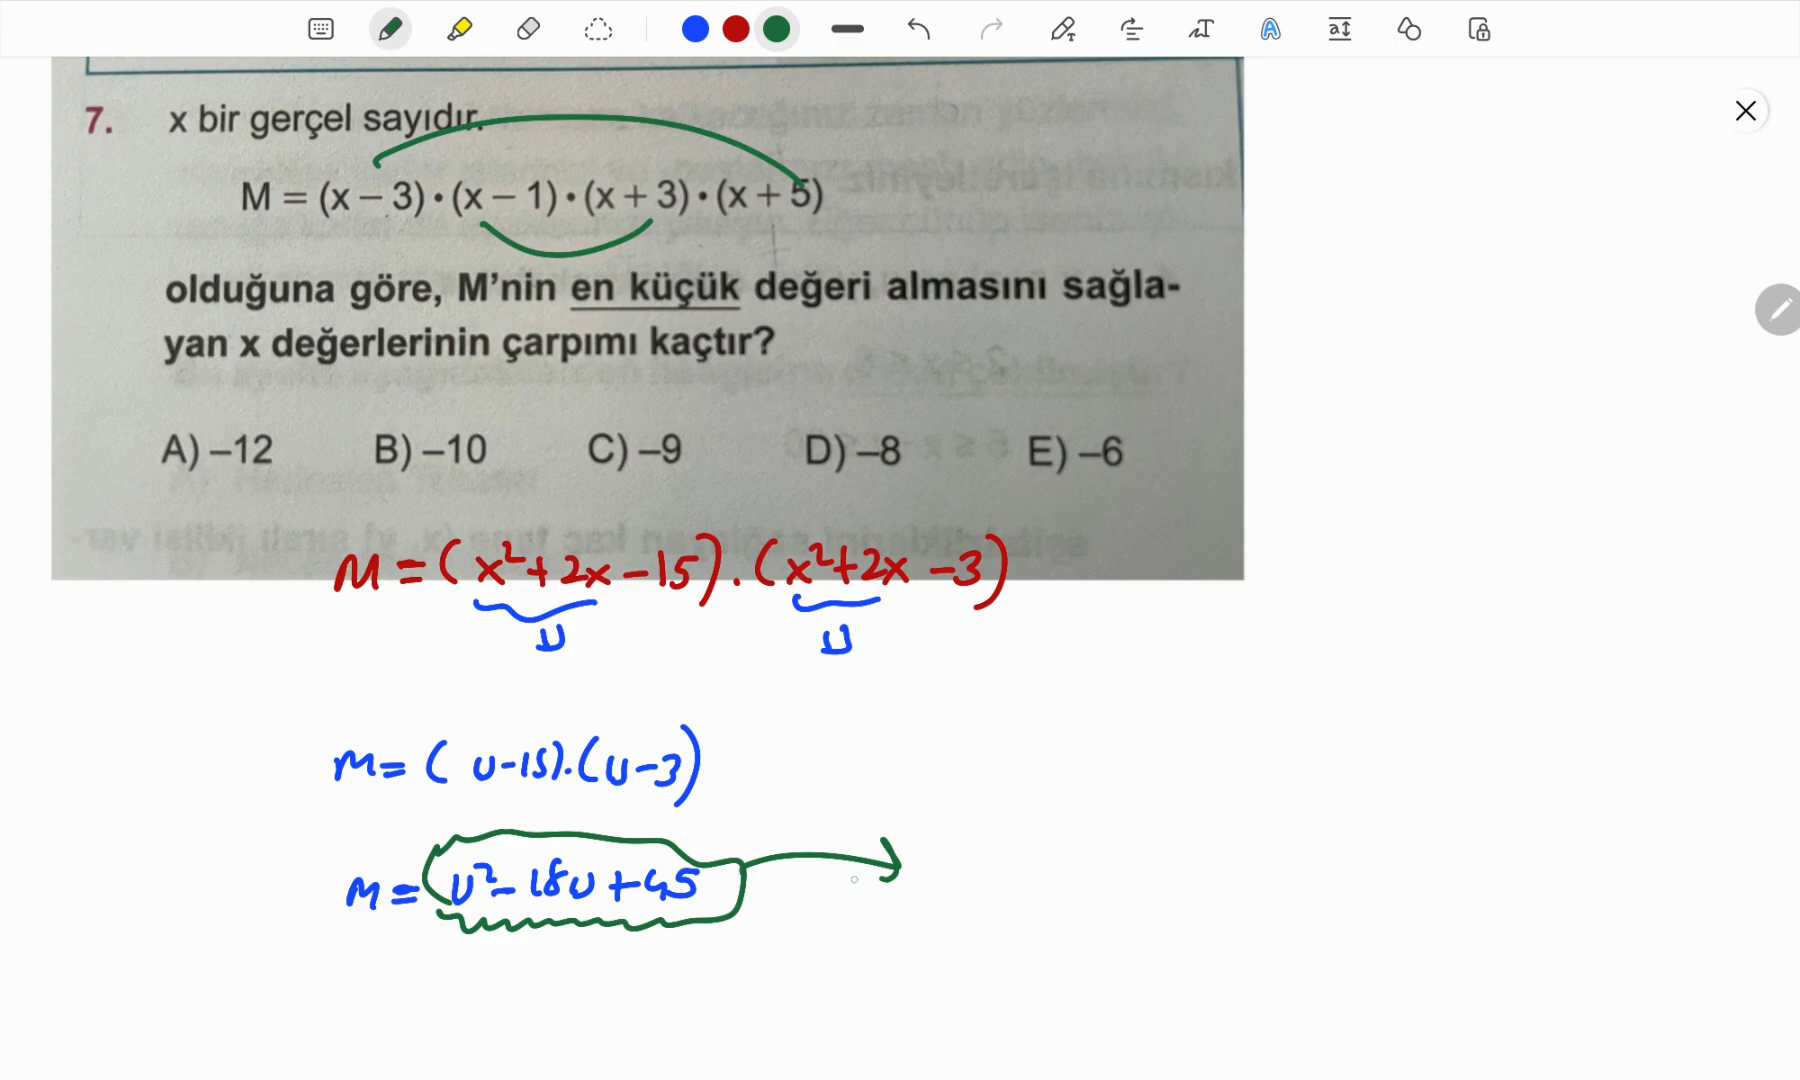 7. x bir gerçel sayıdır.
M = (x – 3) • (x – 1) • (x + 3) • (x + 5)
olduğuna göre, M’nin en küçük değeri almasını sağla-
yan x değerlerinin çarpımı kaçtır?
A) –12 B) –10 C) –9 D) –8 E) –6
M = (x²+2x-15).(x²+2x-3)
U U
M = (U-15).(U-3)
M = U²-18U+45